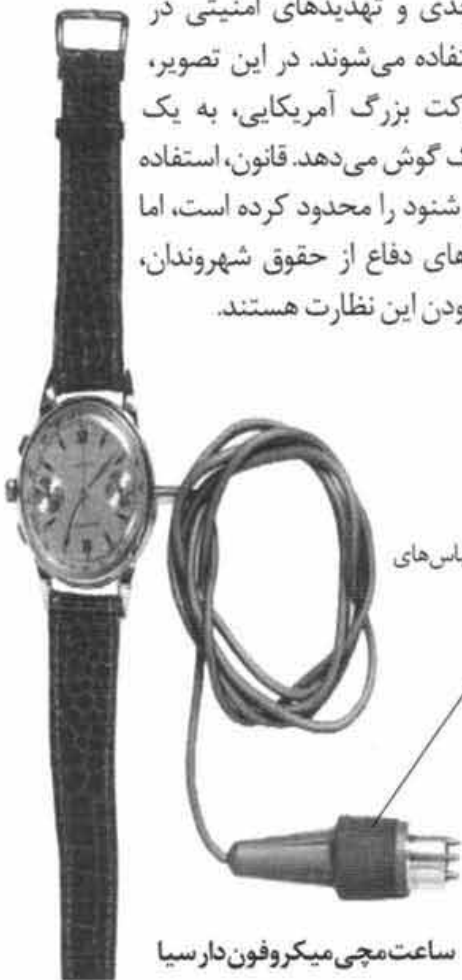 ندی و تهدیدهای امنیتی در
تفاده می‌شوند. در این تصویر،
کت بزرگ آمریکایی، به یک
گوش می‌دهد. قانون، استفاده
شنود را محدود کرده است، اما
های دفاع از حقوق شهروندان،
ودن این نظارت هستند.
اس‌های
ساعت‌مچی میکروفون‌دار سیا